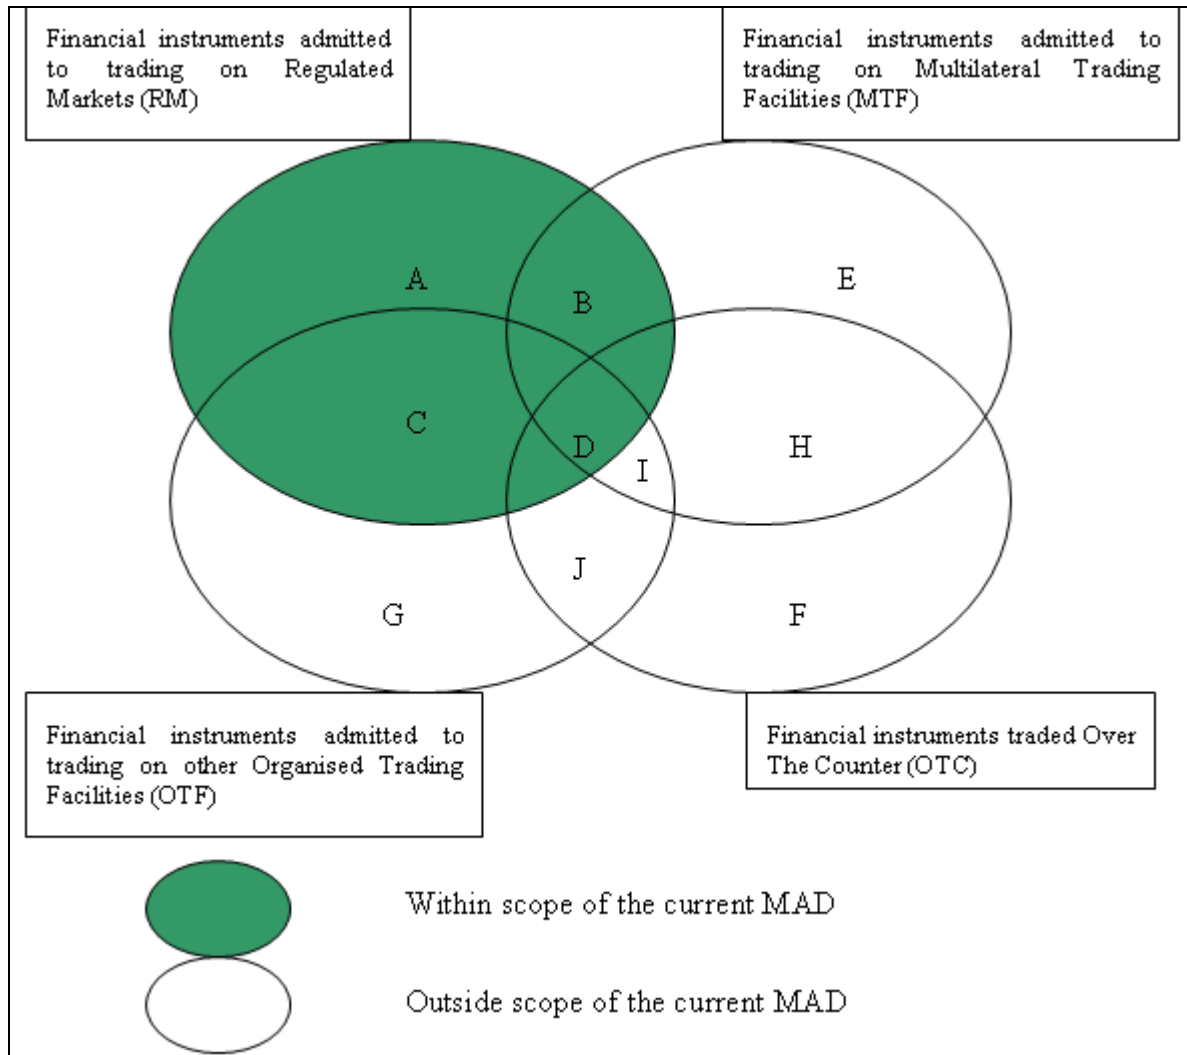 Financial instruments admitted
to trading on Regulated
Markets (RM)
Financial instruments admitted to
trading on Multilateral Trading
Facilities (MTF)
A
B
E
C
D
I
H
J
G
F
Financial instruments admitted to
trading on other Organised Trading
Facilities (OTF)
Financial instruments traded Over
The Counter (OTC)
Within scope of the current MAD
Outside scope of the current MAD